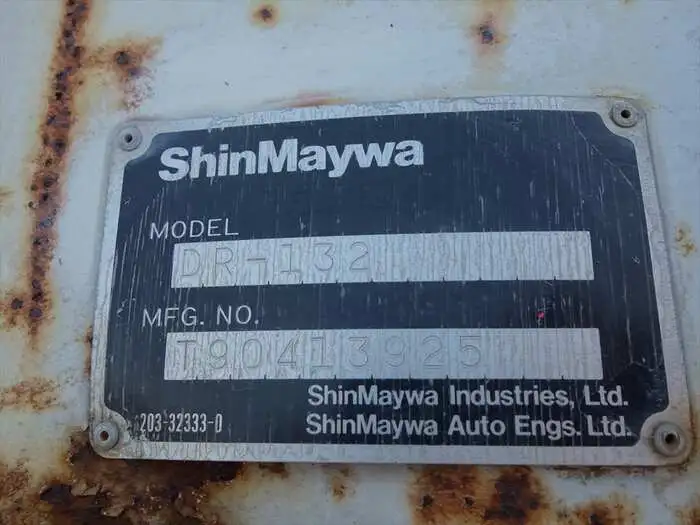 ShinMaywa
MODEL
DR-132
MFG. NO.
T90413925
ShinMaywa Industries, Ltd.
203-32333-0
ShinMaywa Auto Engs. Ltd.